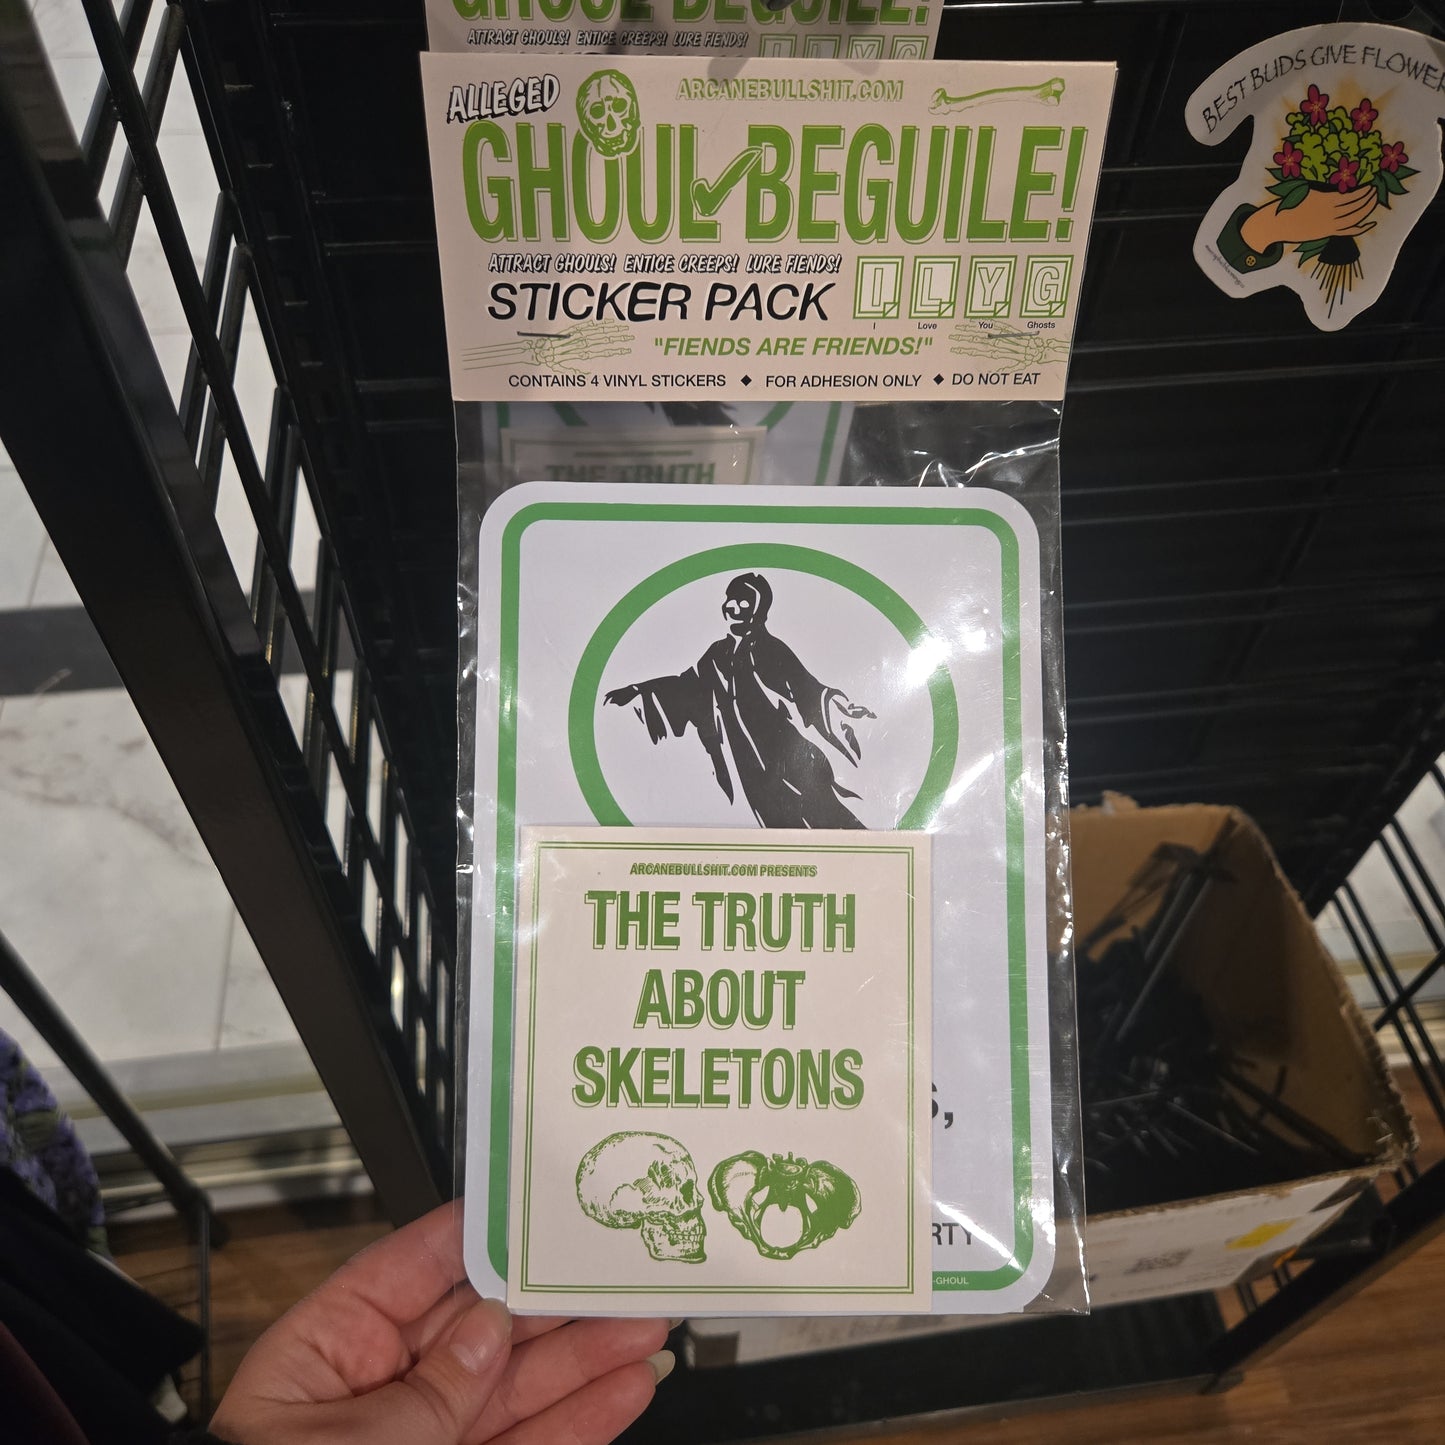 GHOUL BEGUILE!
ATTRACT GHOULS! ENTICE CREEPS! LURE FIENDS!
ALLEGED
ARCANEBULLSHIT.COM
GHOUL BEGUILE!
ATTRACT GHOULS! ENTICE CREEPS! LURE FIENDS!
STICKER PACK
I L Y G
I Love You Ghosts
"FIENDS ARE FRIENDS!"
CONTAINS 4 VINYL STICKERS ◆ FOR ADHESION ONLY ◆ DO NOT EAT
THE TRUTH
ARCANEBULLSHIT.COM PRESENTS
THE TRUTH
ABOUT
SKELETONS
S,
RTY
-GHOUL
BEST BUDS GIVE FLOWER